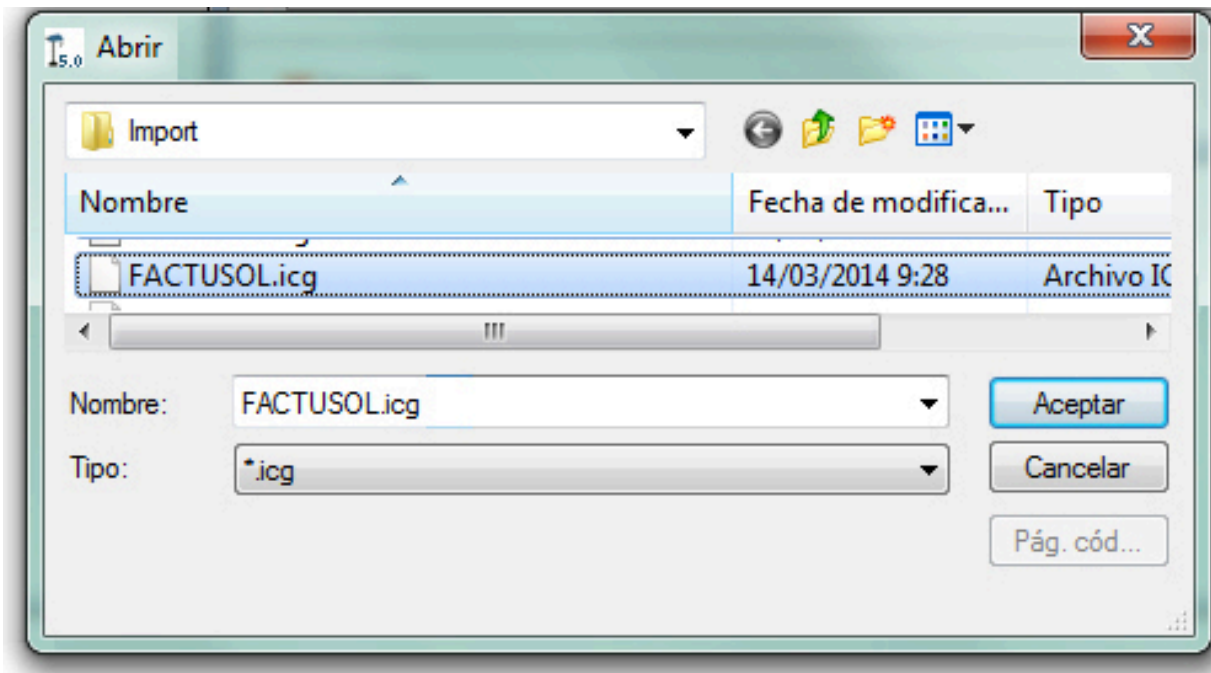 5.0 Abrir
Import
Nombre Fecha de modifica... Tipo
FACTUSOL.icg 14/03/2014 9:28 Archivo IC
Nombre: FACTUSOL.icg Aceptar
Tipo: *.icg Cancelar
Pág. cód...